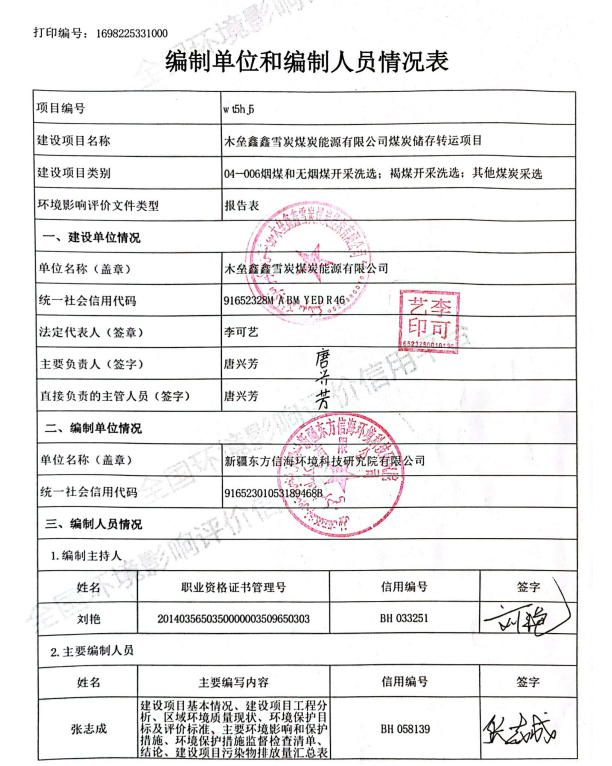 打印编号：1698225331000
编制单位和编制人员情况表
项目编号 w t5h j5
建设项目名称 木垒鑫鑫雪炭煤炭能源有限公司煤炭储存转运项目
建设项目类别 04—006烟煤和无烟煤开采洗选；褐煤开采洗选；其他煤炭采选
环境影响评价文件类型 报告表
一、建设单位情况
单位名称（盖章） 木垒鑫鑫雪炭煤炭能源有限公司
统一社会信用代码 91652328M A BM YED R 46
法定代表人（签章） 李可艺
李可艺印
主要负责人（签字） 唐兴芳
唐兴芳
直接负责的主管人员（签字） 唐兴芳
二、编制单位情况
单位名称（盖章） 新疆东方信海环境科技研究院有限公司
统一社会信用代码 91652301053189468B
三、编制人员情况
1.编制主持人
姓名 职业资格证书管理号 信用编号 签字
刘艳 2014035650350000003509650303 BH 033251 刘艳
2.主要编制人员
姓名 主要编写内容 信用编号 签字
张志成 建设项目基本情况、建设项目工程分
析、区域环境质量现状、环境保护目
标及评价标准、主要环境影响和保护
措施、环境保护措施监督检查清单、
结论、建设项目污染物排放量汇总表
BH 058139 张志成